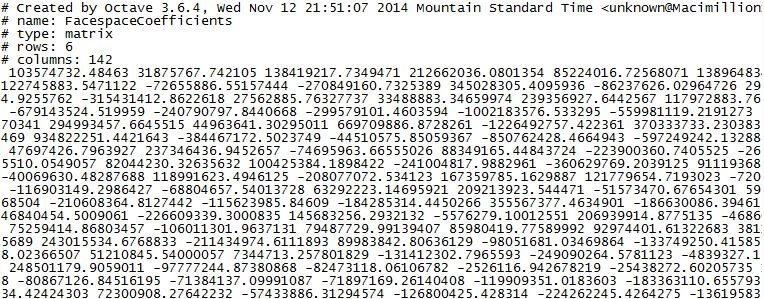 # Created by Octave 3.6.4, Wed Nov 12 21:51:07 2014 Mountain Standard Time <unknown@Macimillion
# name: FacespaceCoefficients
# type: matrix
# rows: 6
# columns: 142
103574732.48463 31875767.742105 138419217.7349471 212662036.0801354 85224016.72568071 13896483
122745883.5471122 -72655886.55157444 -270849160.7325389 345028305.4095936 -86237626.02964726 29
4.9255762 -315431412.8622618 27562885.76327737 33488883.34659974 239356927.6442567 117972883.76
-679143524.519959 -240790797.8440668 -299579101.4603594 -1002183576.533295 -559981119.2191273
70341 294993457.6645515 44963641.30295011 669709886.8728261 -1226492757.422361 370333733.230383
469 934822251.4421643 -384467172.5023749 -44510575.85059367 -850762428.4664943 -597249242.13288
47697426.7963927 237346436.9452657 -74695963.66555026 88349165.44843724 -223900360.7405525 -26
5510.0549057 82044230.32635632 100425384.1898422 -241004817.9882961 -360629769.2039125 91119368
-40069630.48287688 118991623.4946125 -208077072.534123 167359785.1629887 121779654.7193023 -720
-116903149.2986427 -68804657.54013728 63292223.14695921 209213923.544471 -51573470.67654301 59
68504 -210608364.8127442 -115623985.84609 -184285314.4450266 355567377.4634901 -186630086.39461
46840454.5009061 -226609339.3000835 145683256.2932132 -5576279.10012551 206939914.8775135 -4686
75259414.86803457 -106011301.9637131 79487729.99139407 85980419.77589992 92974401.61322683 381
5689 243015534.6768833 -211434974.6111893 89983842.80636129 -98051681.03469864 -133749250.41585
8.02366507 51210845.54000057 7344713.257801829 -131412302.7965593 -249090264.5781123 -4839327.1
248501179.9059011 -97777244.87380868 -82473118.06106782 -2526116.942678219 -25438272.60205735
8 -80867126.84516195 -71384137.09991087 -71897169.26140408 -119909351.0183603 -183363110.655793
34.42424303 72300908.27642232 -57433886.31294574 -126800425.428314 -224262245.4264275 -13619583